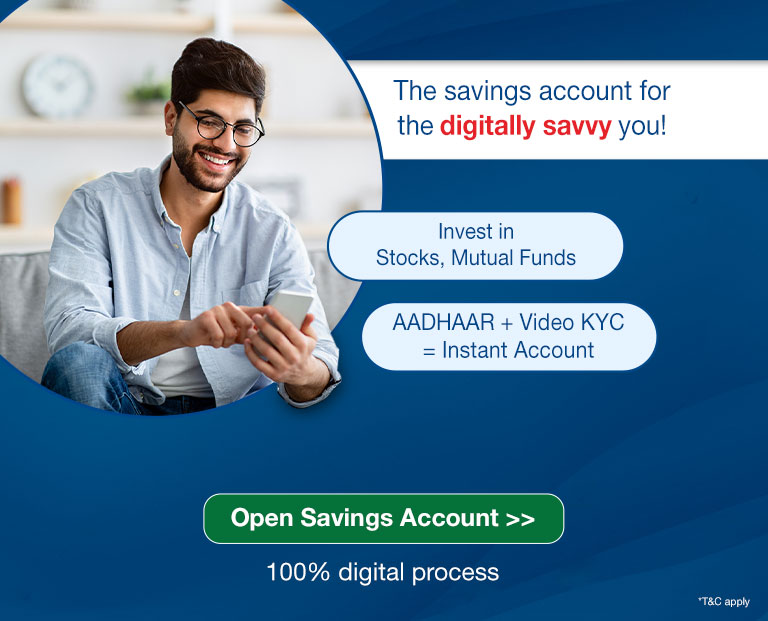 The savings account for
the digitally savvy you!
Invest in
Stocks, Mutual Funds
AADHAAR + Video KYC
= Instant Account
Open Savings Account >>
100% digital process
*T&C apply